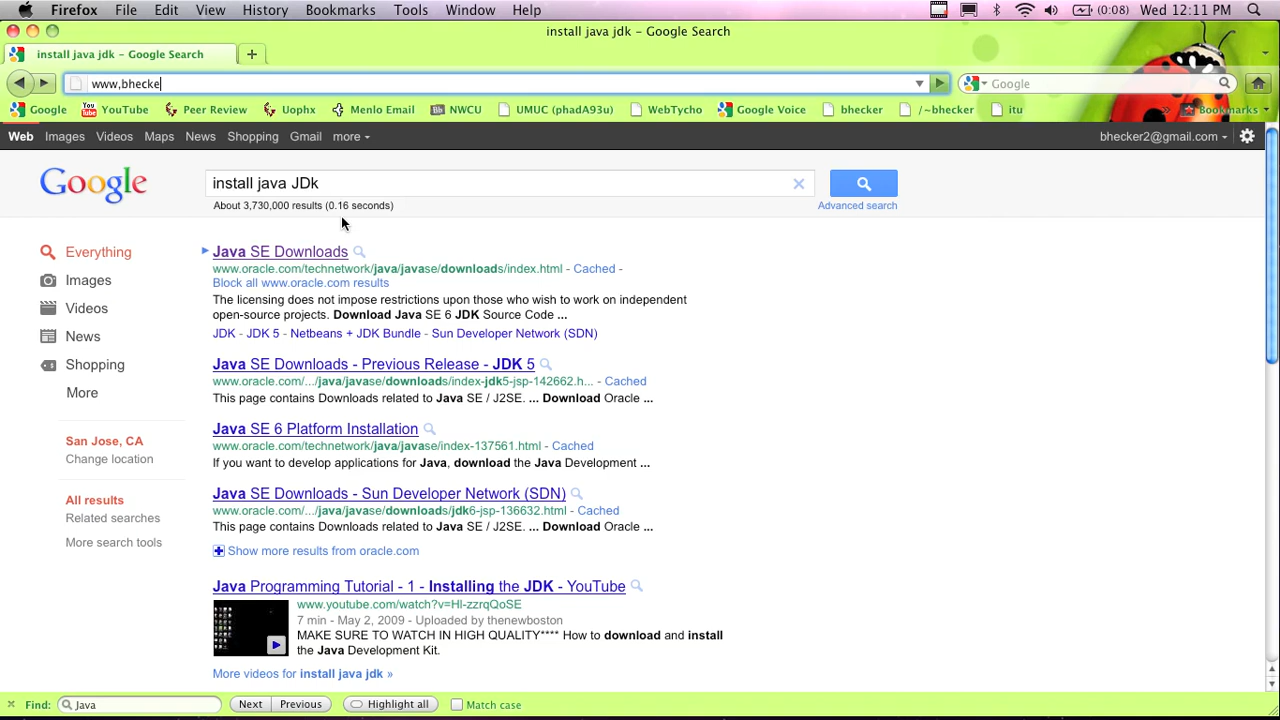 Firefox File Edit View History Bookmarks Tools Window Help (0:08) Wed 12:11 PM
install java jdk - Google Search
install java jdk - Google Search
www,bhecke Google
Google YouTube Peer Review Uophx Menlo Email NWCU UMUC (phadA93u) WebTycho Google Voice bhecker /~bhecker itu » Bookmarks
Web Images Videos Maps News Shopping Gmail more bhecker2@gmail.com
Google install java JDk
About 3,730,000 results (0.16 seconds) Advanced search
Everything
Images
Videos
News
Shopping
More
San Jose, CA
Change location
All results
Related searches
More search tools
Java SE Downloads
www.oracle.com/technetwork/java/javase/downloads/index.html - Cached -
Block all www.oracle.com results
The licensing does not impose restrictions upon those who wish to work on independent
open-source projects. Download Java SE 6 JDK Source Code ...
JDK - JDK 5 - Netbeans + JDK Bundle - Sun Developer Network (SDN)
Java SE Downloads - Previous Release - JDK 5
www.oracle.com/.../java/javase/downloads/index-jdk5-jsp-142662.h... - Cached
This page contains Downloads related to Java SE / J2SE. ... Download Oracle ...
Java SE 6 Platform Installation
www.oracle.com/technetwork/java/javase/index-137561.html - Cached
If you want to develop applications for Java, download the Java Development ...
Java SE Downloads - Sun Developer Network (SDN)
www.oracle.com/.../java/javase/downloads/jdk6-jsp-136632.html - Cached
This page contains Downloads related to Java SE / J2SE. ... Download Oracle ...
Show more results from oracle.com
Java Programming Tutorial - 1 - Installing the JDK - YouTube
www.youtube.com/watch?v=Hl-zzrqQoSE
7 min - May 2, 2009 - Uploaded by thenewboston
MAKE SURE TO WATCH IN HIGH QUALITY**** How to download and install
the Java Development Kit.
More videos for install java jdk »
Find: Java Next Previous Highlight all Match case